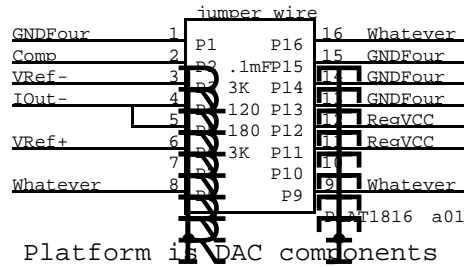 jumper wire
GNDFour 1 P1 P16 16 Whatever
Comp 2 P2 .1mF P15 15 GNDFour
VRef- 3 3K P14 14 GNDFour
IOut- 4 120 P13 13 GNDFour
5 180 P12 12 RegVCC
VRef+ 6 3K P11 11 RegVCC
7 P10 10
Whatever 8 P9 9 Whatever
PLAT1816 a01
Platform is DAC components